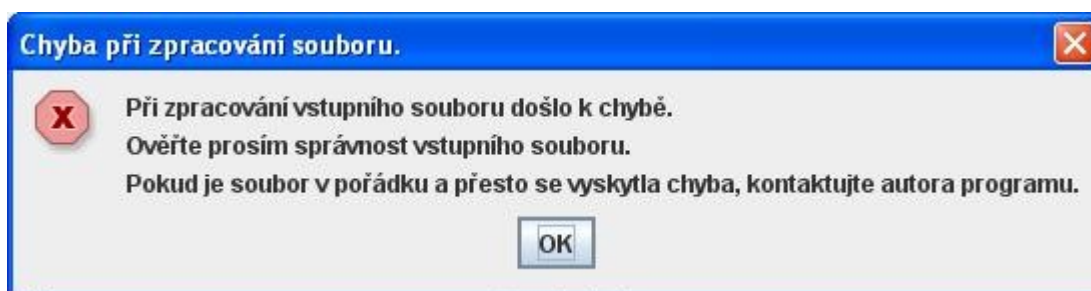 Chyba při zpracování souboru.
Při zpracování vstupního souboru došlo k chybě.
Ověřte prosím správnost vstupního souboru.
Pokud je soubor v pořádku a přesto se vyskytla chyba, kontaktujte autora programu.
OK